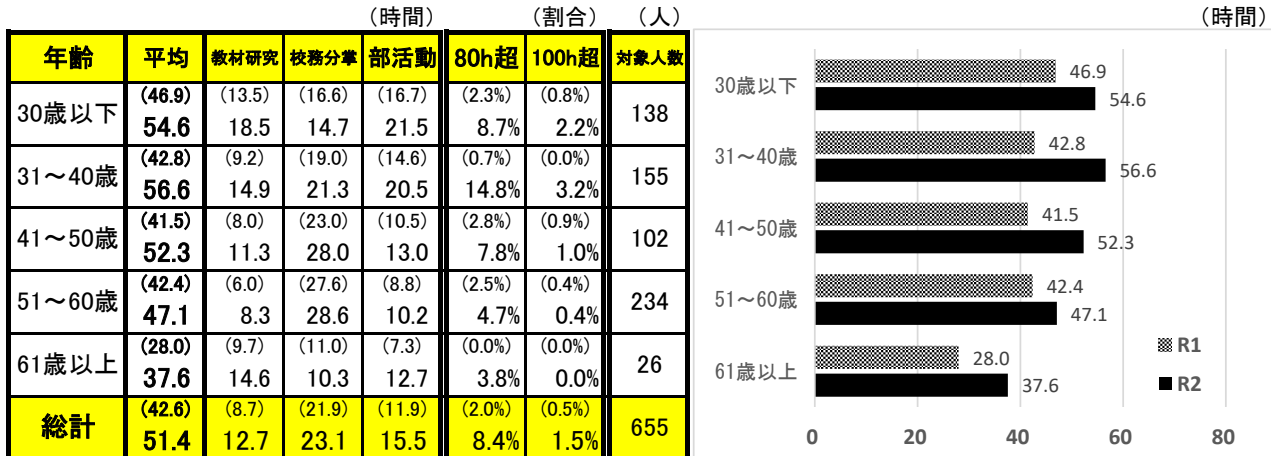 （時間） （割合） （人）
年齢 平均 教材研究 校務分掌 部活動 80h超 100h超 対象人数
30歳以下 (46.9) (13.5) (16.6) (16.7) (2.3%) (0.8%) 138
54.6 18.5 14.7 21.5 8.7% 2.2%
31～40歳 (42.8) (9.2) (19.0) (14.6) (0.7%) (0.0%) 155
56.6 14.9 21.3 20.5 14.8% 3.2%
41～50歳 (41.5) (8.0) (23.0) (10.5) (2.8%) (0.9%) 102
52.3 11.3 28.0 13.0 7.8% 1.0%
51～60歳 (42.4) (6.0) (27.6) (8.8) (2.5%) (0.4%) 234
47.1 8.3 28.6 10.2 4.7% 0.4%
61歳以上 (28.0) (9.7) (11.0) (7.3) (0.0%) (0.0%) 26
37.6 14.6 10.3 12.7 3.8% 0.0%
総計 (42.6) (8.7) (21.9) (11.9) (2.0%) (0.5%) 655
51.4 12.7 23.1 15.5 8.4% 1.5%
（時間）
30歳以下 46.9
54.6
31～40歳 42.8
56.6
41～50歳 41.5
52.3
51～60歳 42.4
47.1
61歳以上 28.0
37.6
R1
R2
0 20 40 60 80